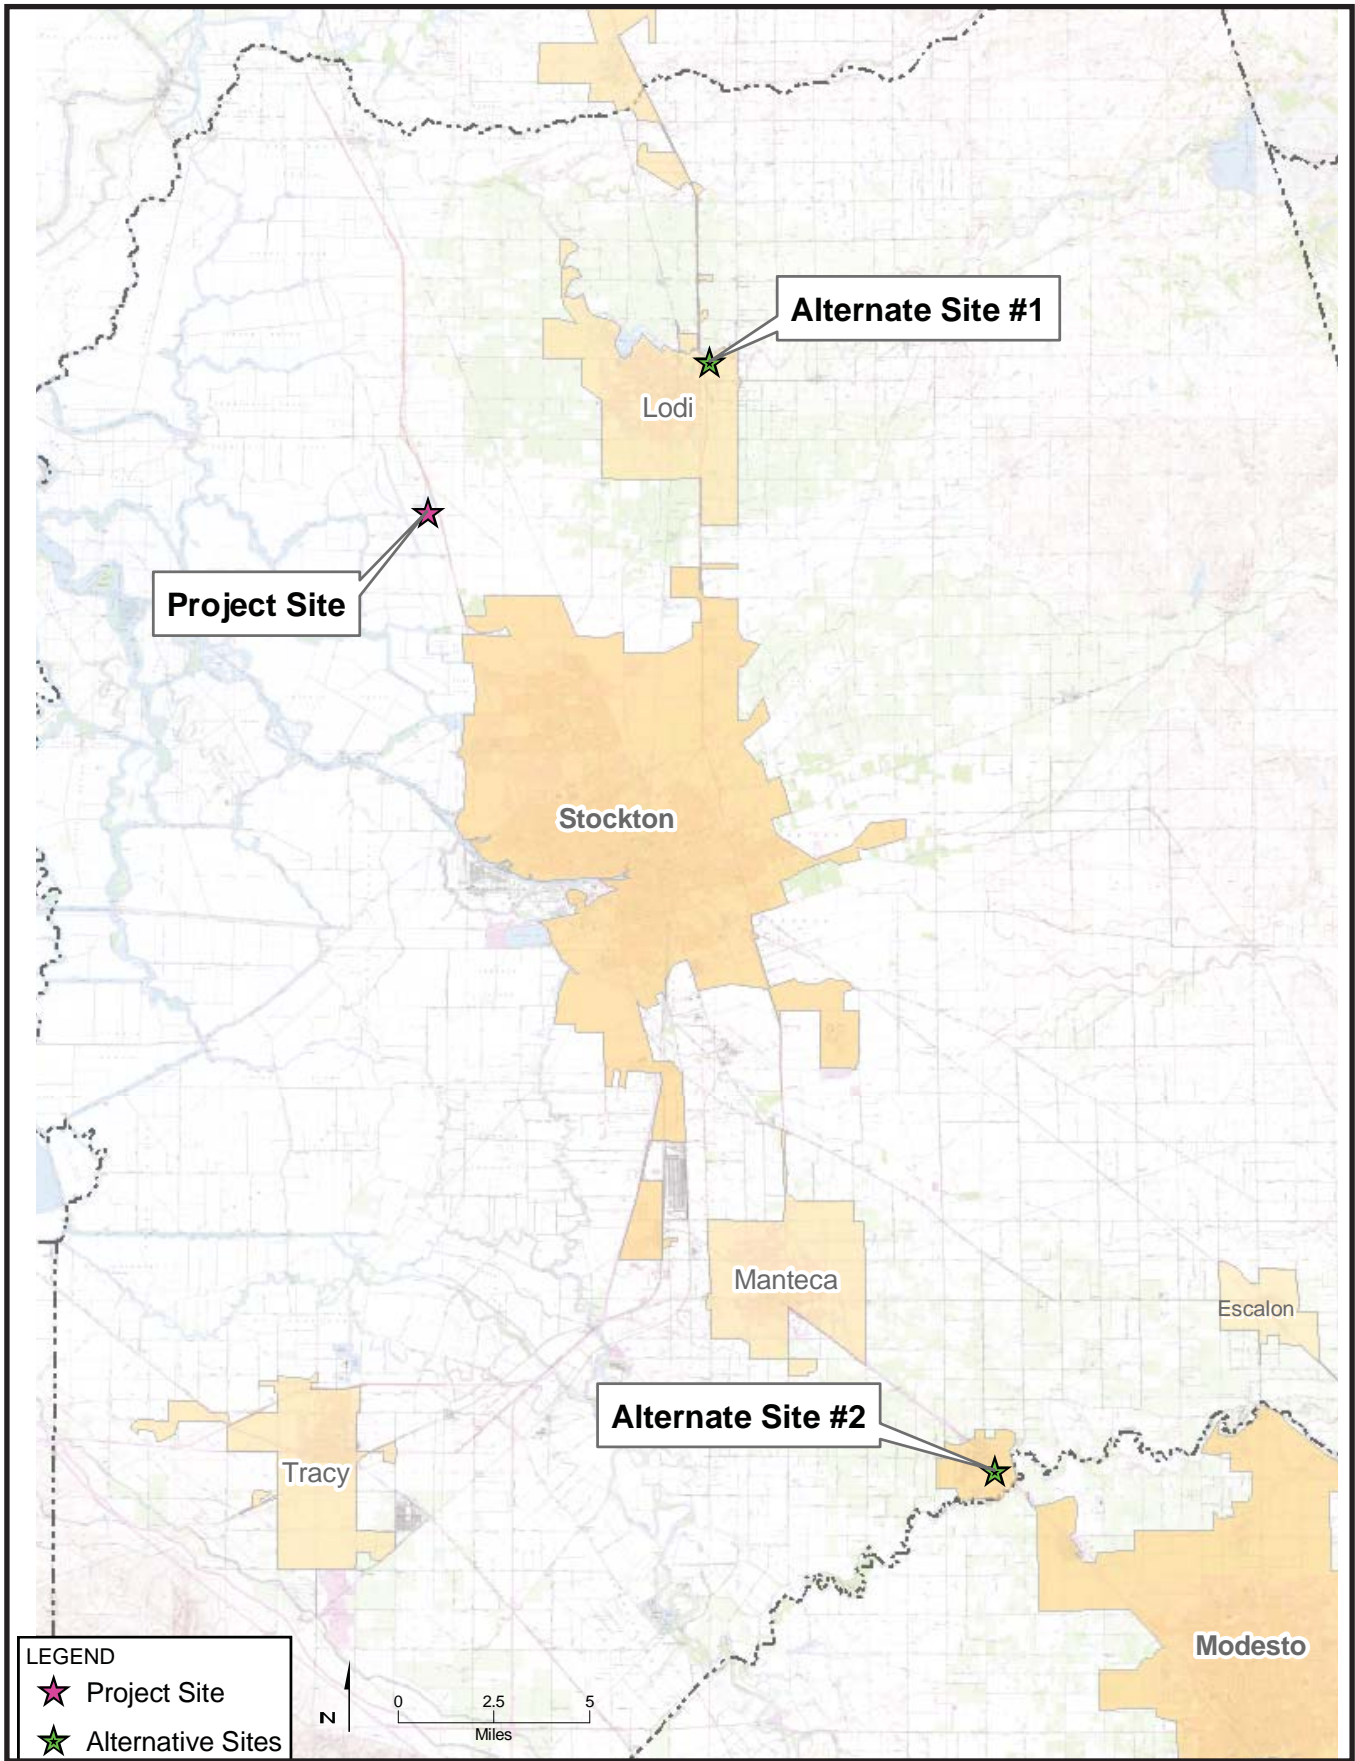 Alternate Site #1
Lodi
Project Site
Stockton
Manteca
Escalon
Alternate Site #2
Tracy
Modesto
LEGEND
Project Site
Alternative Sites
N
0 2.5 5
Miles